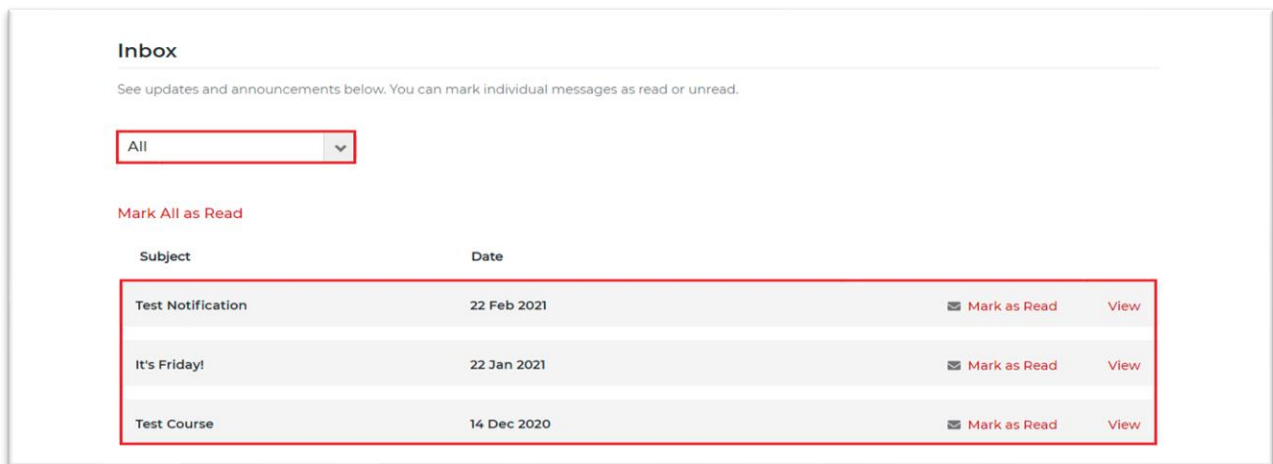 Inbox
See updates and announcements below. You can mark individual messages as read or unread.
All
Mark All as Read
Subject Date
Test Notification 22 Feb 2021 Mark as Read View
It's Friday! 22 Jan 2021 Mark as Read View
Test Course 14 Dec 2020 Mark as Read View